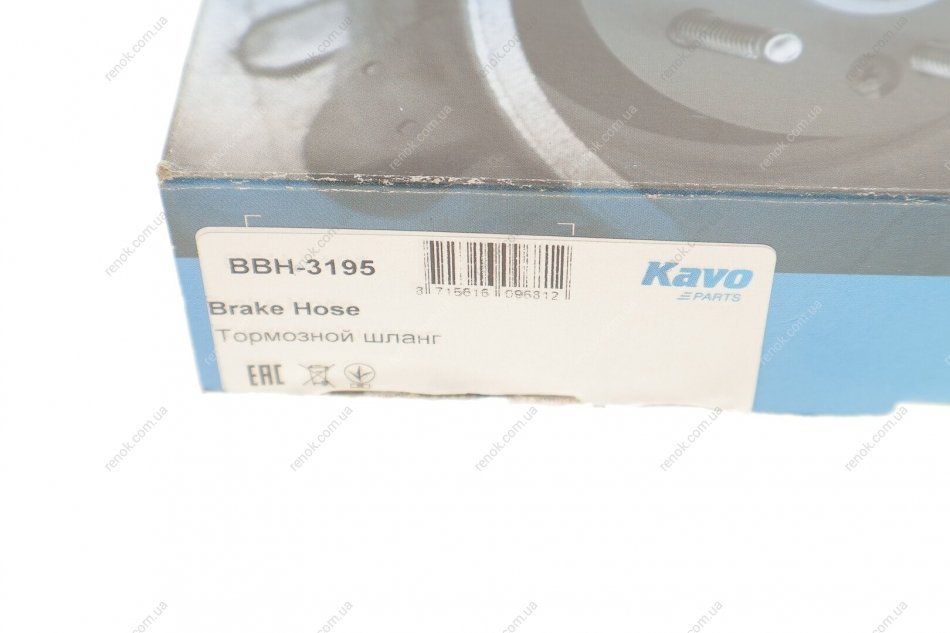 BBH-3195
8 715616 096812
Kavo
PARTS
Brake Hose
Тормозной шланг
EAC
renok.com.ua